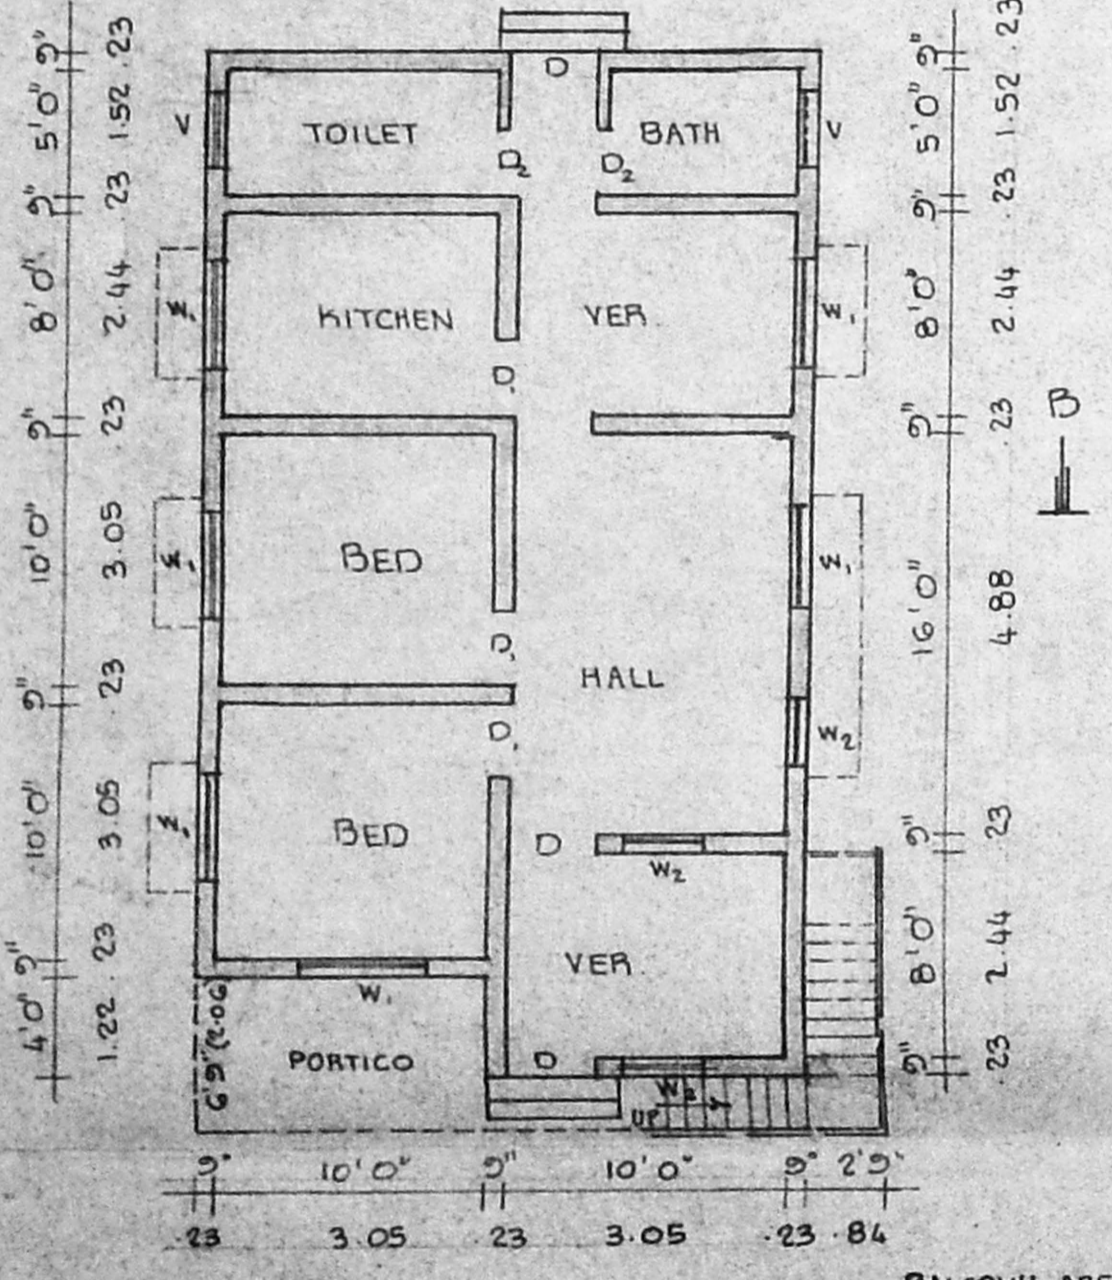 D
TOILET
BATH
V
V
D2
D2
KITCHEN
VER.
W1
W1
D1
BED
W1
W1
D1
HALL
D1
W2
BED
W1
D
W2
VER.
W1
PORTICO
6'9"(2.06)
D
W2
UP
B
9" 5'0" 9" 8'0" 9" 10'0" 9" 10'0" 9" 4'0"
.23 1.52 .23 2.44 .23 3.05 .23 3.05 .23 1.22
9" 5'0" 9" 8'0" 9" 16'0" 9" 8'0" 9"
.23 1.52 .23 2.44 .23 4.88 .23 2.44 .23
9" 10'0" 9" 10'0" 9" 2'9"
.23 3.05 .23 3.05 .23 .84